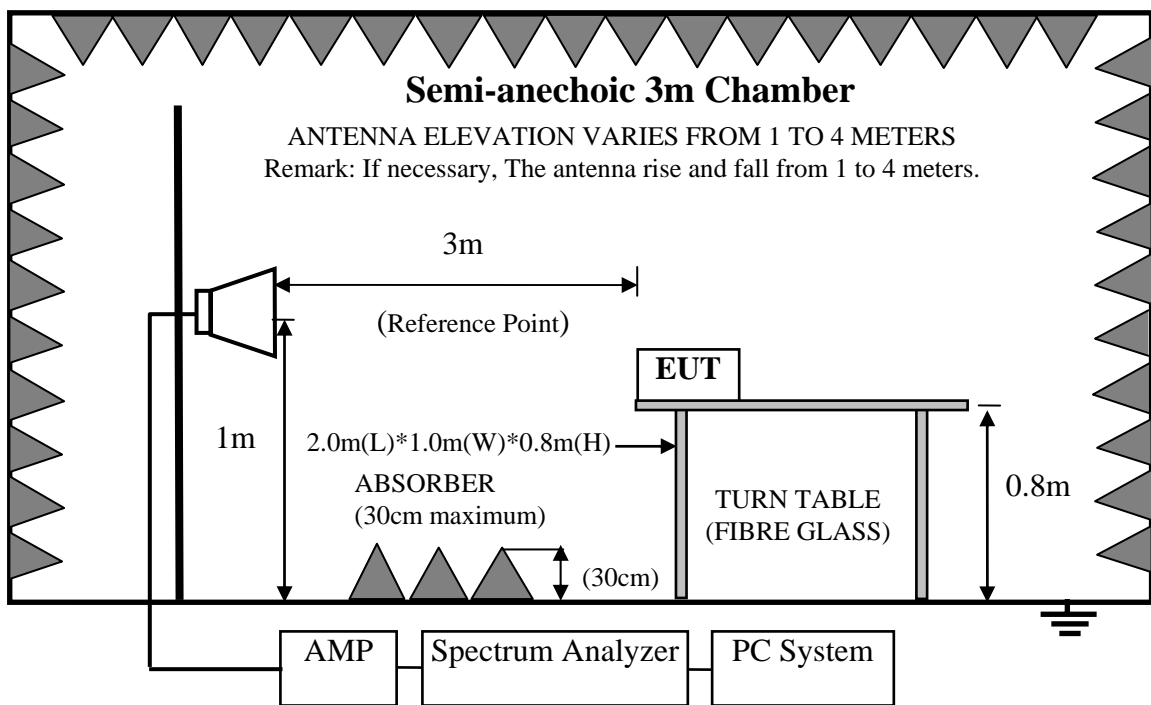 Semi-anechoic 3m Chamber
ANTENNA ELEVATION VARIES FROM 1 TO 4 METERS
Remark: If necessary, The antenna rise and fall from 1 to 4 meters.
3m
(Reference Point)
EUT
1m
2.0m(L)*1.0m(W)*0.8m(H)
ABSORBER
(30cm maximum)
(30cm)
TURN TABLE
(FIBRE GLASS)
0.8m
AMP
Spectrum Analyzer
PC System